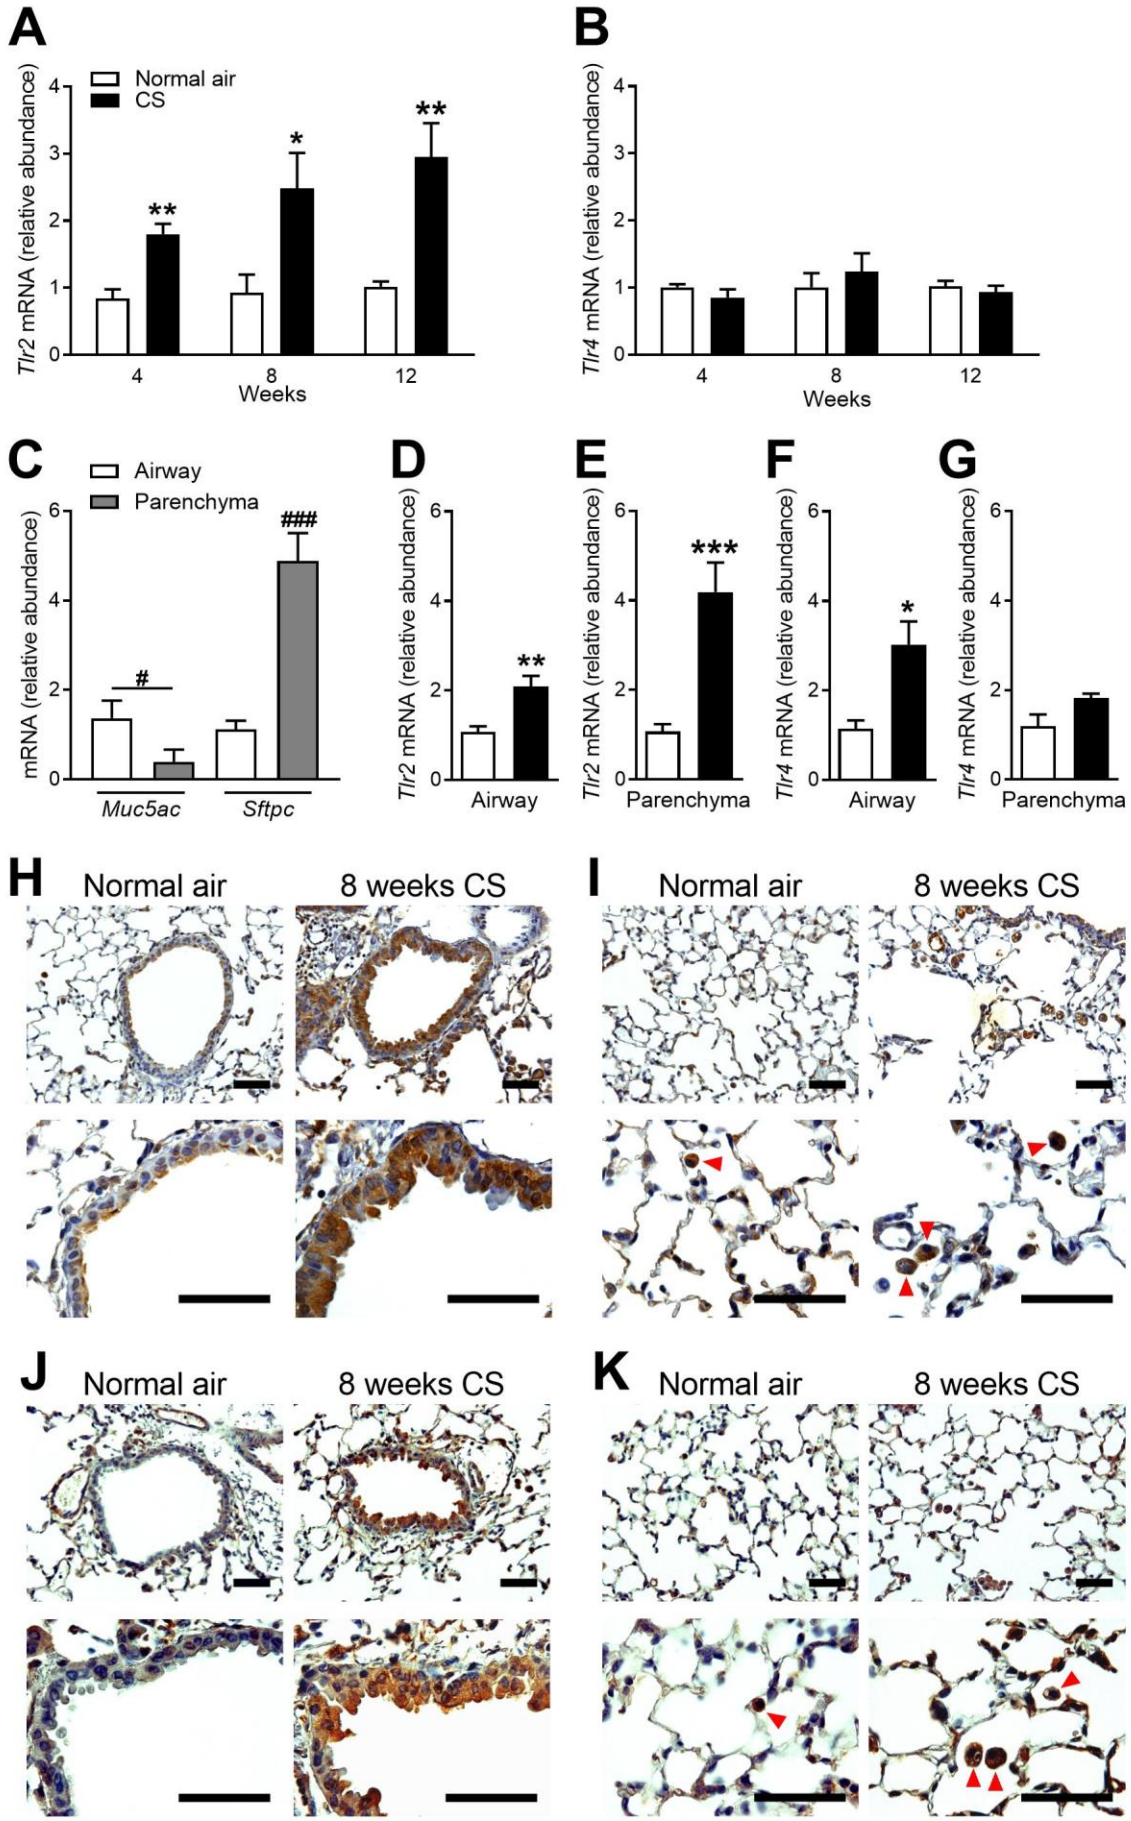 A
Tlr2 mRNA (relative abundance)
Normal air
CS
4
3
2
1
0
**
*
**
4 8 12
Weeks
B
Tlr4 mRNA (relative abundance)
4
3
2
1
0
4 8 12
Weeks
C
mRNA (relative abundance)
Airway
Parenchyma
6
4
2
0
#
###
Muc5ac Sftpc
D
Tlr2 mRNA (relative abundance)
6
4
2
0
**
Airway
E
Tlr2 mRNA (relative abundance)
6
4
2
0
***
Parenchyma
F
Tlr4 mRNA (relative abundance)
6
4
2
0
*
Airway
G
Tlr4 mRNA (relative abundance)
6
4
2
0
Parenchyma
H
Normal air 8 weeks CS
I
Normal air 8 weeks CS
J
Normal air 8 weeks CS
K
Normal air 8 weeks CS